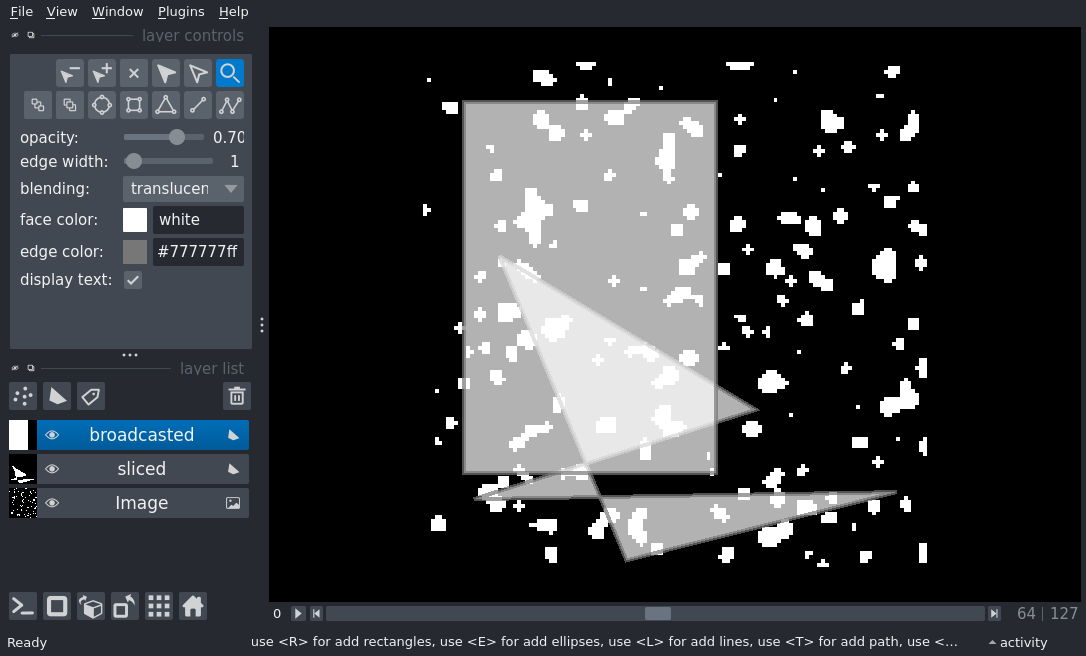 File View Window Plugins Help
layer controls
opacity: 0.70
edge width: 1
blending: translucen
face color: white
edge color: #777777ff
display text:
layer list
broadcasted
sliced
Image
0 64 127
Ready use <R> for add rectangles, use <E> for add ellipses, use <L> for add lines, use <T> for add path, use <... activity